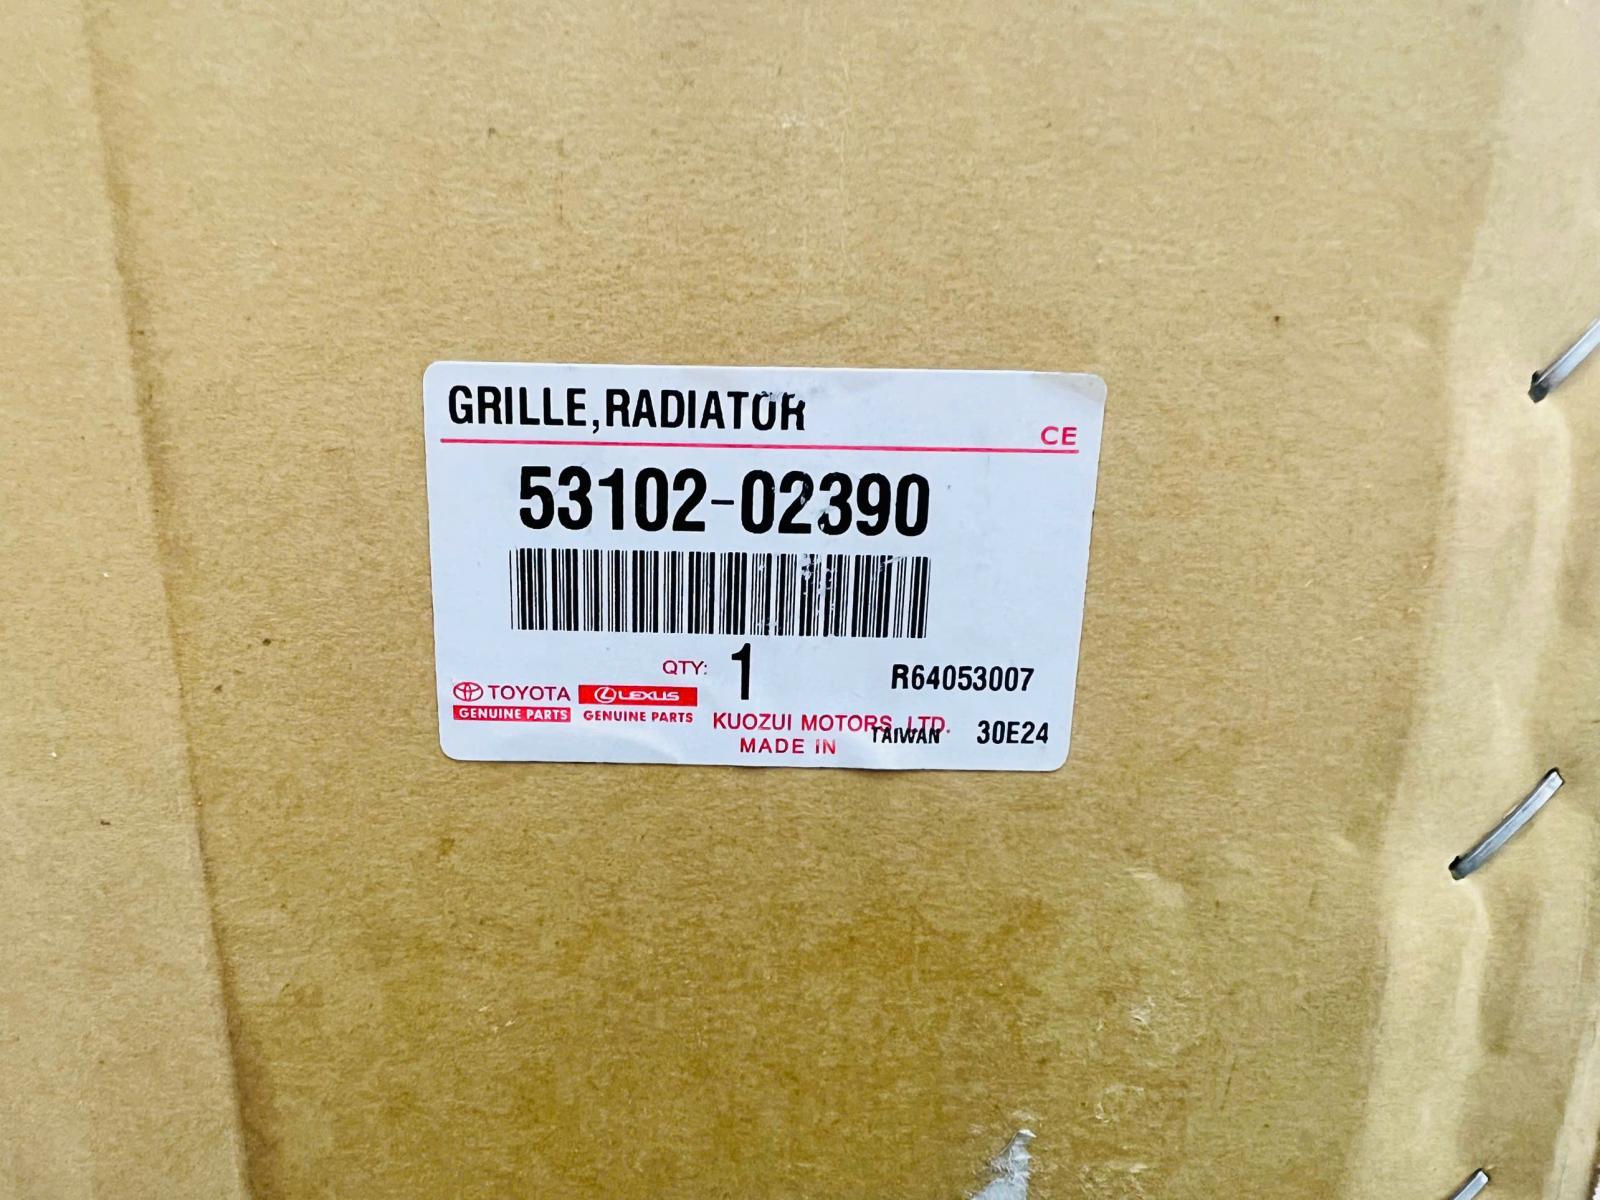 GRILLE,RADIATOR
CE
53102-02390
QTY: 1
R64053007
TOYOTA
GENUINE PARTS
LEXUS
GENUINE PARTS
KUOZUI MOTORS, LTD.
MADE IN TAIWAN
30E24